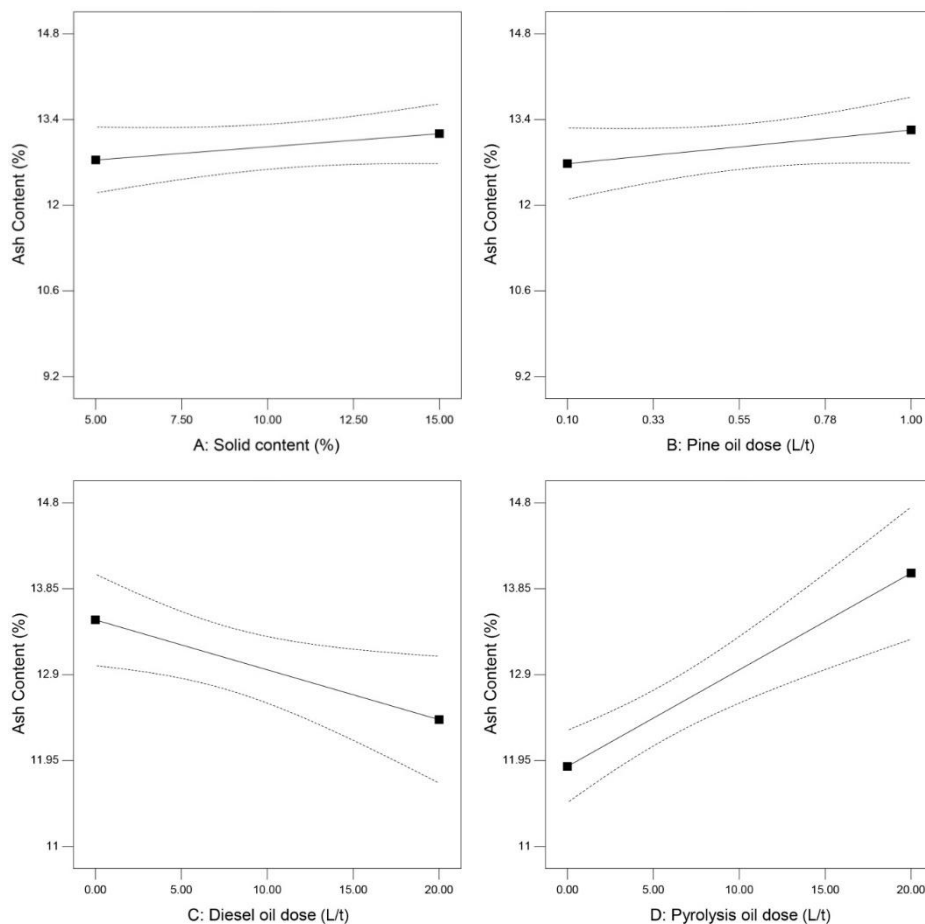 14.8
13.4
12
10.6
9.2
Ash Content (%)
5.00 7.50 10.00 12.50 15.00
A: Solid content (%)
14.8
13.4
12
10.6
9.2
Ash Content (%)
0.10 0.33 0.55 0.78 1.00
B: Pine oil dose (L/t)
14.8
13.85
12.9
11.95
11
Ash Content (%)
0.00 5.00 10.00 15.00 20.00
C: Diesel oil dose (L/t)
14.8
13.85
12.9
11.95
11
Ash Content (%)
0.00 5.00 10.00 15.00 20.00
D: Pyrolysis oil dose (L/t)